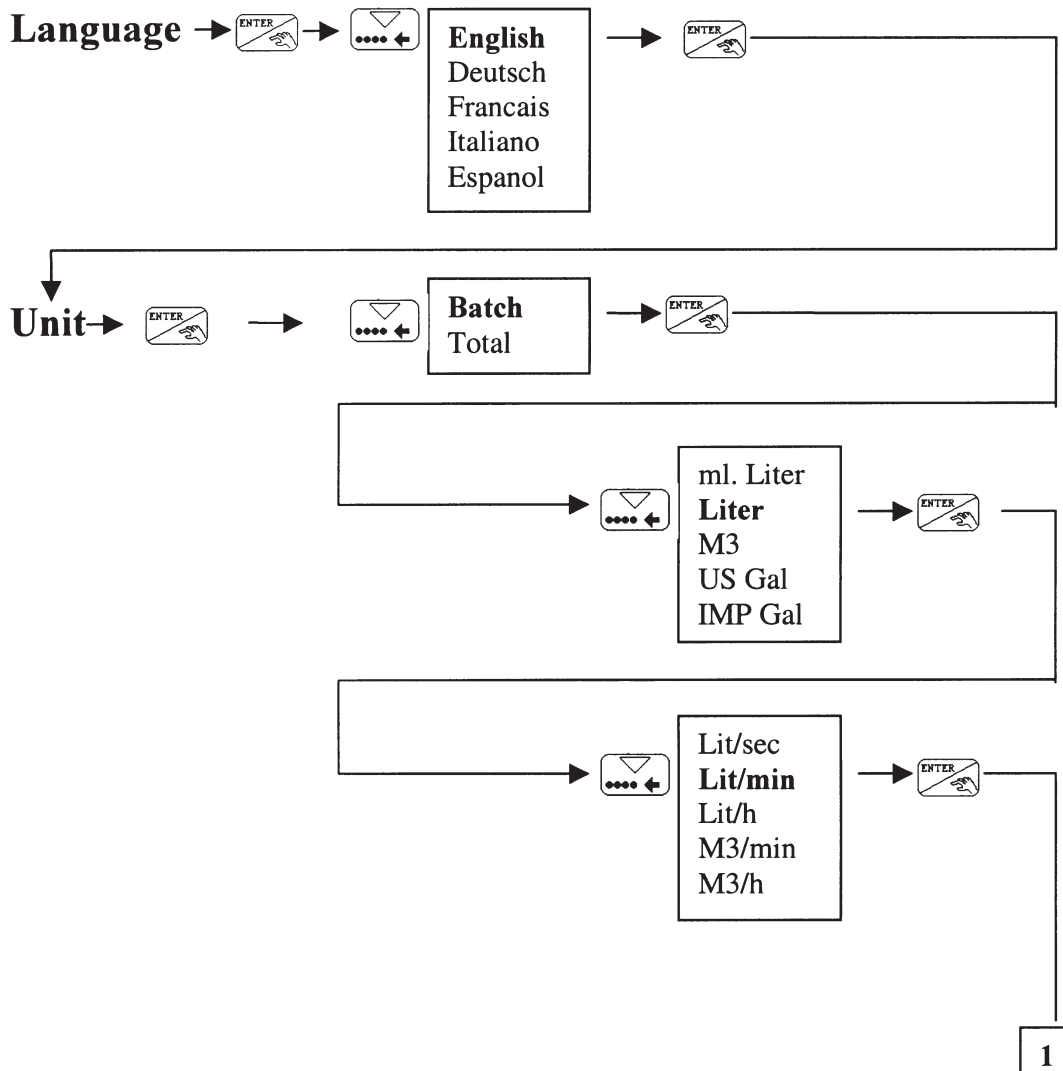 Language
ENTER
English
Deutsch
Francais
Italiano
Espanol
ENTER
Unit
ENTER
Batch
Total
ENTER
ml. Liter
Liter
M3
US Gal
IMP Gal
ENTER
Lit/sec
Lit/min
Lit/h
M3/min
M3/h
ENTER
1